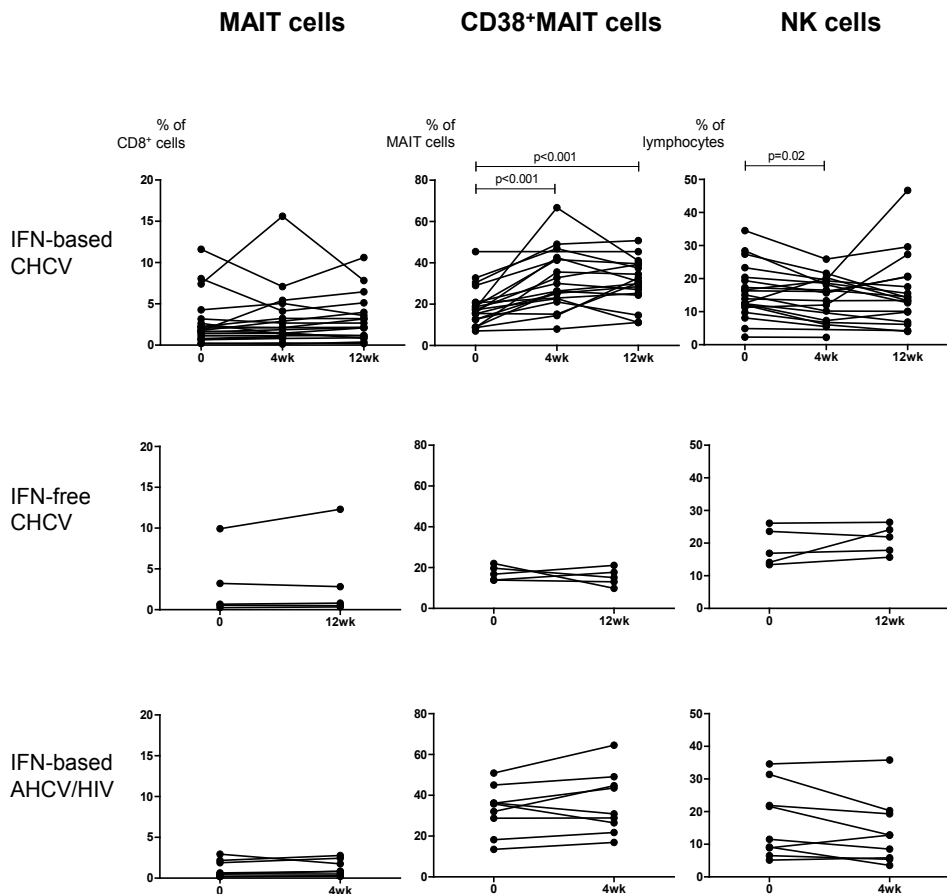 MAIT cells CD38⁺MAIT cells NK cells
% of CD8⁺ cells
% of MAIT cells
% of lymphocytes
p<0.001
p<0.001
p=0.02
IFN-based CHCV
20
15
10
5
0
0 4wk 12wk
80
60
40
20
0
0 4wk 12wk
50
40
30
20
10
0
0 4wk 12wk
IFN-free CHCV
20
15
10
5
0
0 12wk
80
60
40
20
0
0 12wk
50
40
30
20
10
0
0 12wk
IFN-based AHCV/HIV
20
15
10
5
0
0 4wk
80
60
40
20
0
0 4wk
50
40
30
20
10
0
0 4wk